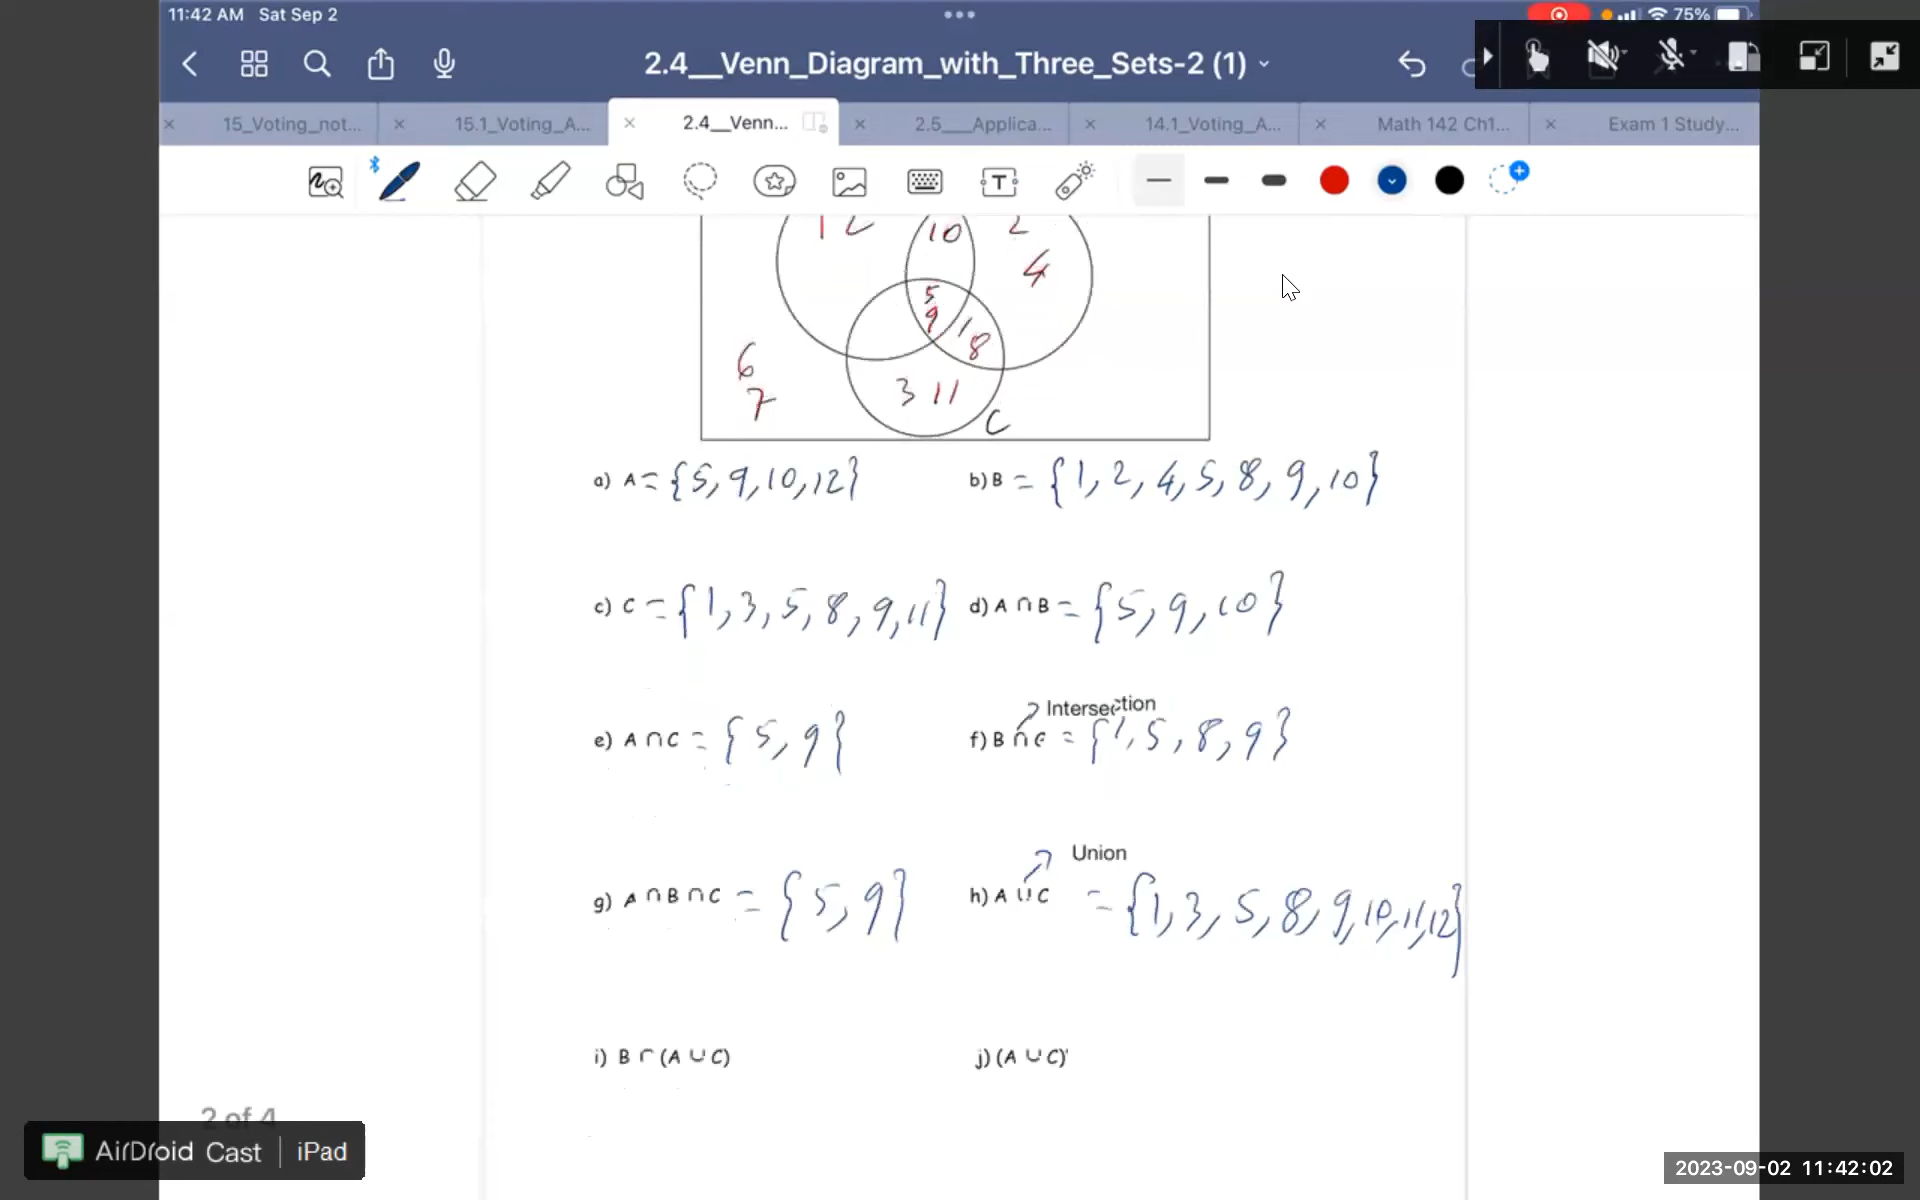 11:42 AM Sat Sep 2
75%
2.4__Venn_Diagram_with_Three_Sets-2 (1)
15_Voting_not...
15.1_Voting_A...
2.4__Venn...
2.5___Applica...
14.1_Voting_A...
Math 142 Ch1...
Exam 1 Study...
12 10 2
4
5
9 1
8
6
7
3 11
C
a) A = {5, 9, 10, 12} b) B = {1, 2, 4, 5, 8, 9, 10}
c) C = {1, 3, 5, 8, 9, 11} d) A ∩ B = {5, 9, 10}
Intersection
e) A ∩ C = {5, 9} f) B ∩ C = {1, 5, 8, 9}
Union
g) A ∩ B ∩ C = {5, 9} h) A ∪ C = {1, 3, 5, 8, 9, 10, 11, 12}
i) B ∩ (A ∪ C) j) (A ∪ C)'
2 of 4
AirDroid Cast | iPad
2023-09-02 11:42:02